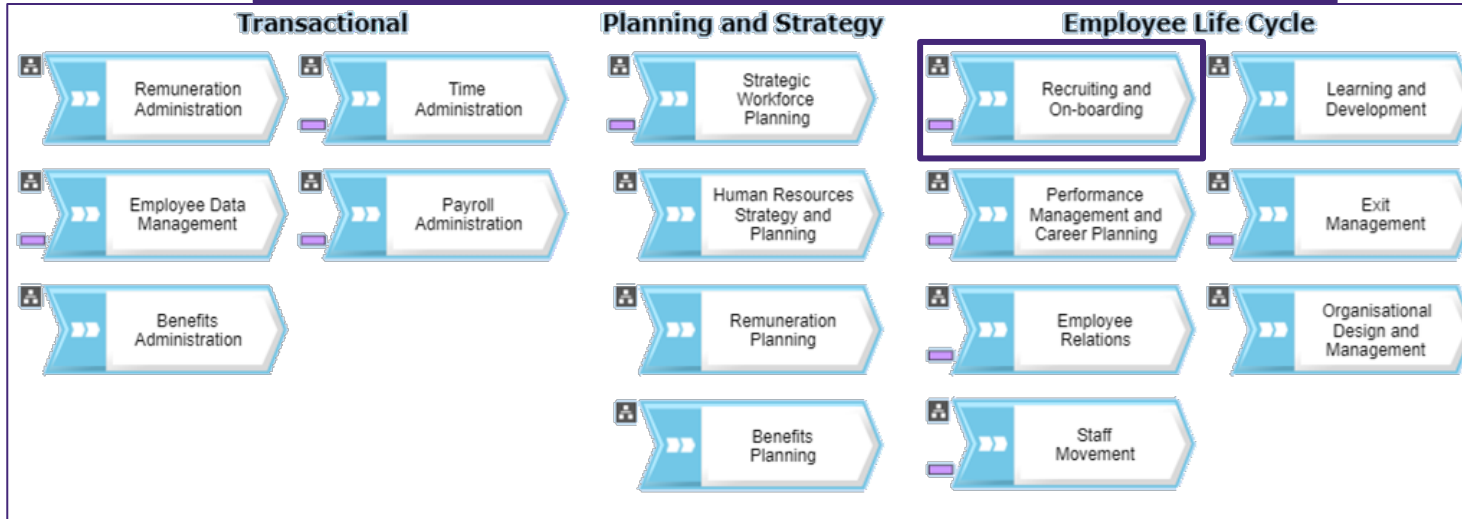 Transactional
Planning and Strategy
Employee Life Cycle
Remuneration
Administration
Time
Administration
Strategic
Workforce
Planning
Recruiting and
On-boarding
Learning and
Development
Employee Data
Management
Payroll
Administration
Human Resources
Strategy and
Planning
Performance
Management and
Career Planning
Exit
Management
Benefits
Administration
Remuneration
Planning
Employee
Relations
Organisational
Design and
Management
Benefits
Planning
Staff
Movement